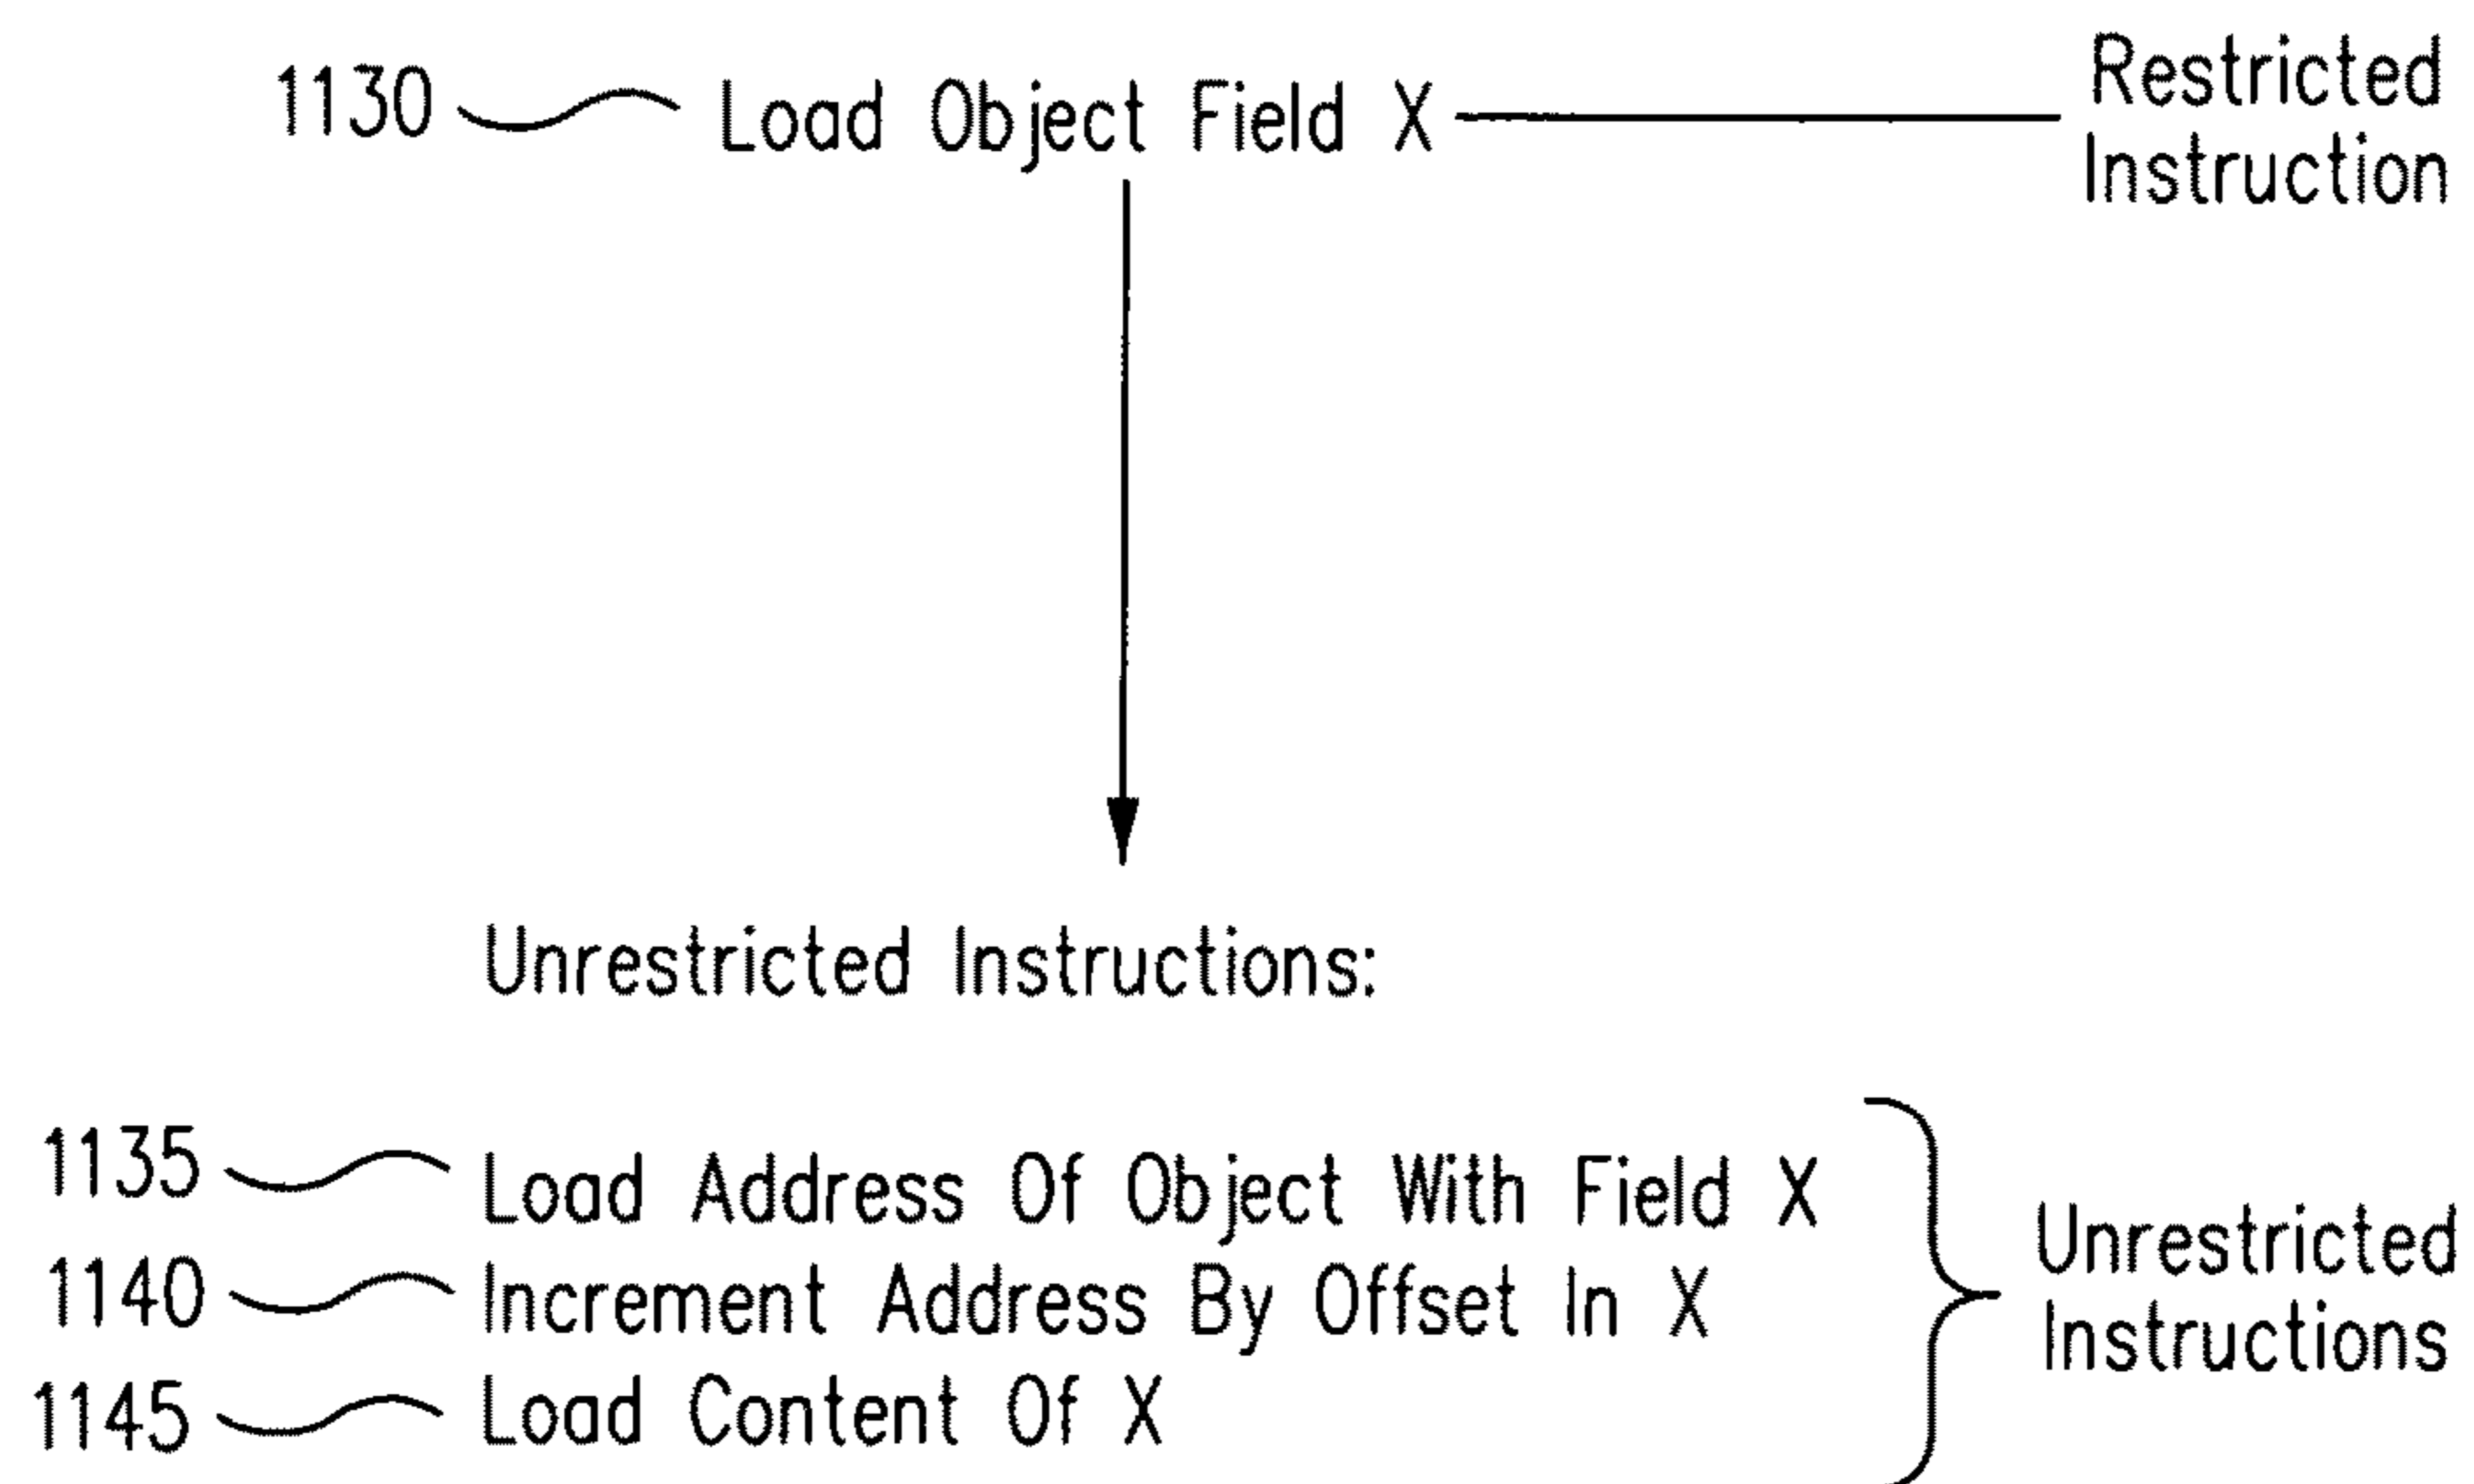 1130 Load Object Field X
Restricted
Instruction
Unrestricted Instructions:
1135 Load Address Of Object With Field X
1140 Increment Address By Offset In X
1145 Load Content Of X
Unrestricted
Instructions